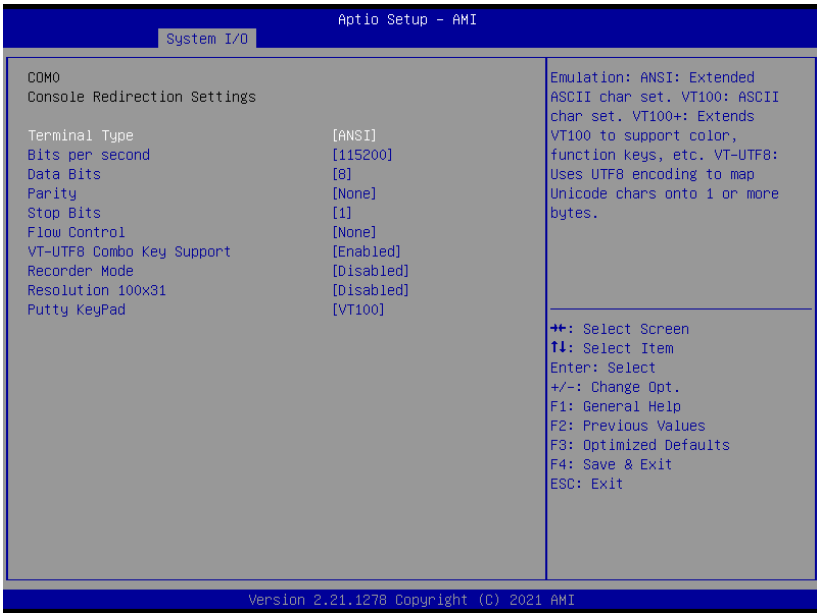 Aptio Setup – AMI
System I/O
COM0
Console Redirection Settings
Terminal Type [ANSI]
Bits per second [115200]
Data Bits [8]
Parity [None]
Stop Bits [1]
Flow Control [None]
VT-UTF8 Combo Key Support [Enabled]
Recorder Mode [Disabled]
Resolution 100x31 [Disabled]
Putty KeyPad [VT100]
Emulation: ANSI: Extended
ASCII char set. VT100: ASCII
char set. VT100+: Extends
VT100 to support color,
function keys, etc. VT-UTF8:
Uses UTF8 encoding to map
Unicode chars onto 1 or more
bytes.
→←: Select Screen
↑↓: Select Item
Enter: Select
+/-: Change Opt.
F1: General Help
F2: Previous Values
F3: Optimized Defaults
F4: Save & Exit
ESC: Exit
Version 2.21.1278 Copyright (C) 2021 AMI